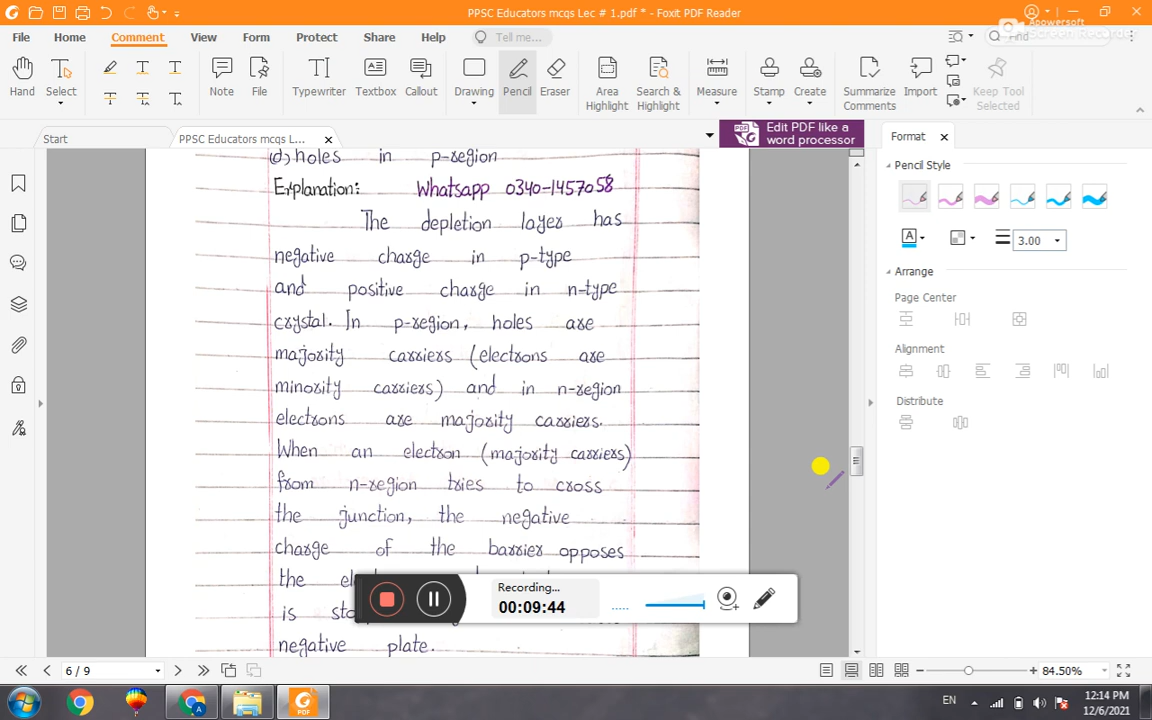 PPSC Educators mcqs Lec # 1.pdf * - Foxit PDF Reader
Apowersoft
Screen Recorder
File Home Comment View Form Protect Share Help Tell me... Find
Hand Select Note File Typewriter Textbox Callout Drawing Pencil Eraser Area Highlight Search & Highlight Measure Stamp Create Summarize Comments Import Keep Tool Selected
Start PPSC Educators mcqs L... Edit PDF like a word processor Format
Pencil Style
3.00
Arrange
Page Center
Alignment
Distribute
(d) holes in p-region
Explanation: Whatsapp 0340-1457058
The depletion layer has
negative charge in p-type
and positive charge in n-type
crystal. In p-region, holes are
majority carriers (electrons are
minority carriers) and in n-region
electrons are majority carriers.
When an electron (majority carriers)
from n-region tries to cross
the junction, the negative
charge of the barrier opposes
the
is
negative plate.
Recording...
00:09:44
6 / 9 84.50%
EN 12:14 PM
12/6/2021